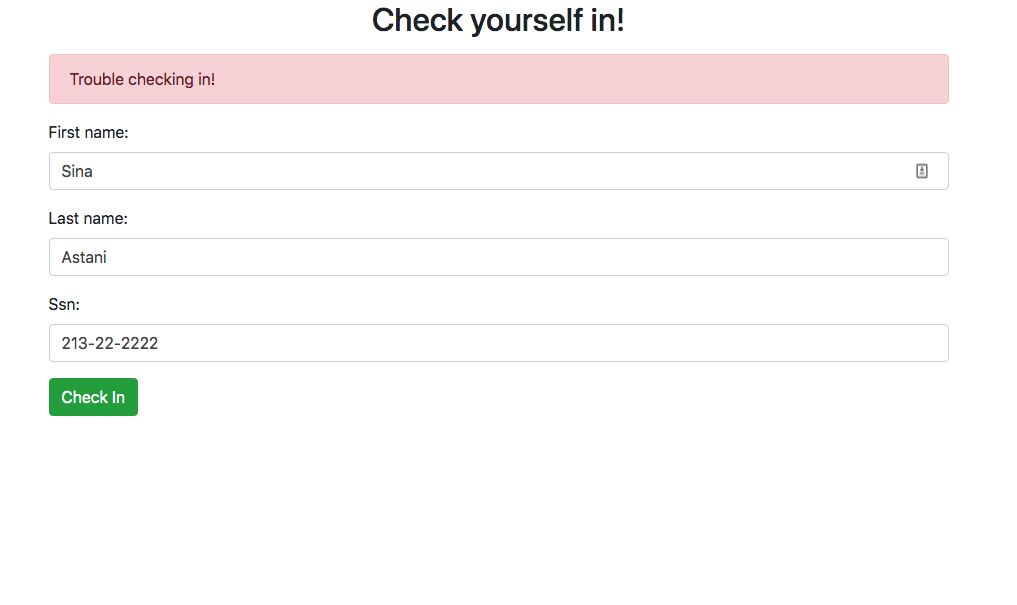 Check yourself in!
Trouble checking in!
First name:
Sina
Last name:
Astani
Ssn:
213-22-2222
Check In